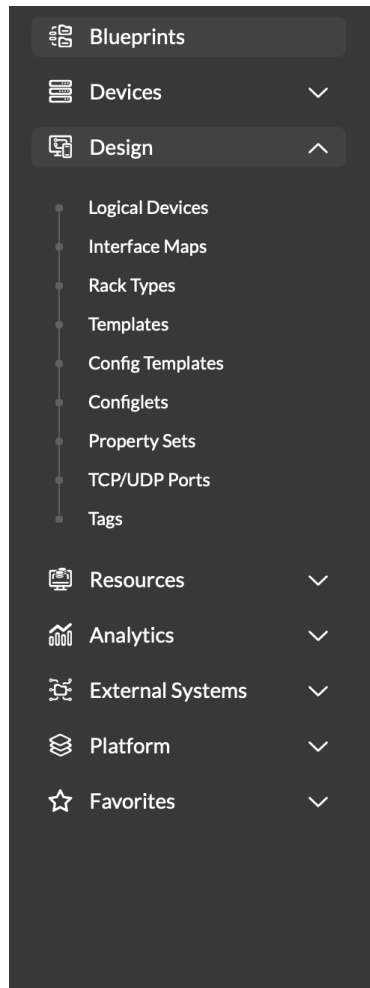 Blueprints
Devices
Design
Logical Devices
Interface Maps
Rack Types
Templates
Config Templates
Configlets
Property Sets
TCP/UDP Ports
Tags
Resources
Analytics
External Systems
Platform
Favorites